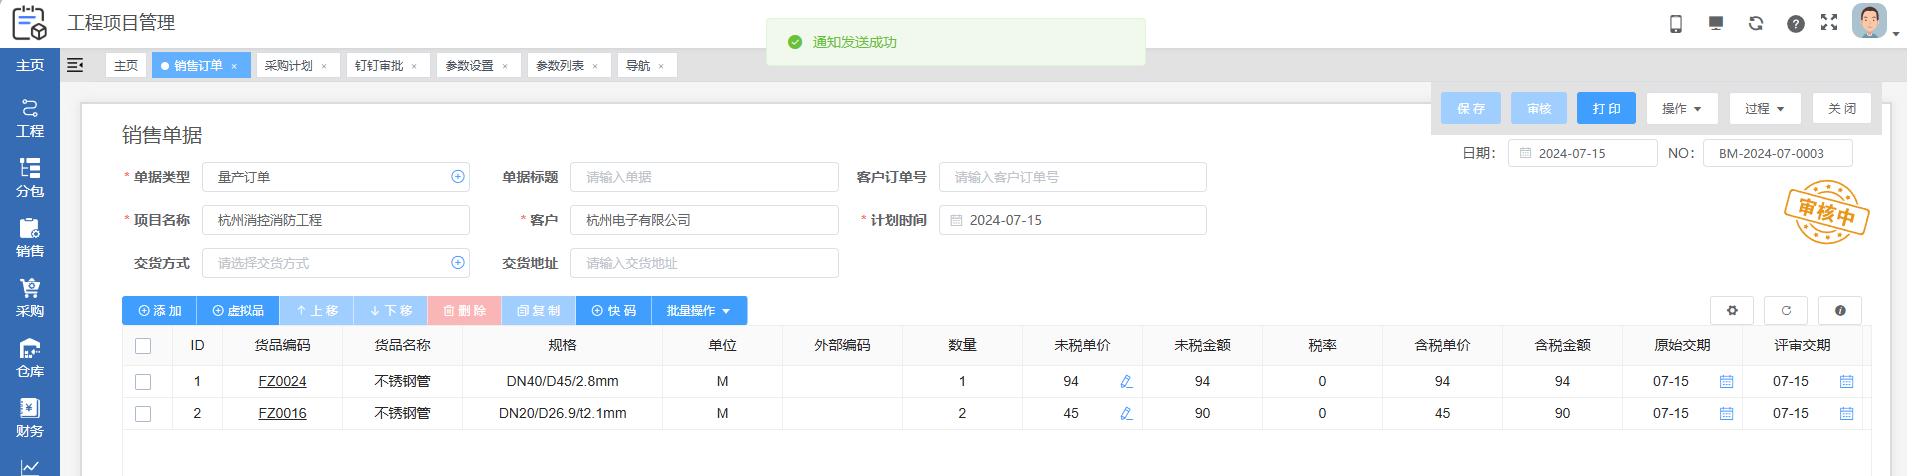 工程项目管理
通知发送成功
主页
工程
分包
销售
采购
仓库
财务
主页 销售订单 × 采购计划 × 钉钉审批 × 参数设置 × 参数列表 × 导航 ×
保存 审核 打印 操作 过程 关闭
销售单据
日期: 2024-07-15 NO: BM-2024-07-0003
* 单据类型 量产订单 单据标题 请输入单据 客户订单号 请输入客户订单号
* 项目名称 杭州消控消防工程 * 客户 杭州电子有限公司 * 计划时间 2024-07-15
审核中
交货方式 请选择交货方式 交货地址 请输入交货地址
添加 虚拟品 上移 下移 删除 复制 快码 批量操作
ID 货品编码 货品名称 规格 单位 外部编码 数量 未税单价 未税金额 税率 含税单价 含税金额 原始交期 评审交期
1 FZ0024 不锈钢管 DN40/D45/2.8mm M 1 94 94 0 94 94 07-15 07-15
2 FZ0016 不锈钢管 DN20/D26.9/t2.1mm M 2 45 90 0 45 90 07-15 07-15